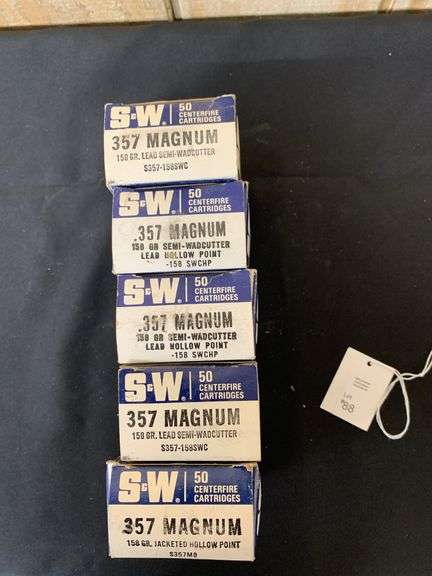 S&W® 50 CENTERFIRE CARTRIDGES
357 MAGNUM
158 GR. LEAD SEMI-WADCUTTER
S357-158SWC
S&W® 50 CENTERFIRE CARTRIDGES
.357 MAGNUM
158 GR SEMI-WADCUTTER
LEAD HOLLOW POINT
-158 SWCHP
S&W® 50 CENTERFIRE CARTRIDGES
.357 MAGNUM
158 GR SEMI-WADCUTTER
LEAD HOLLOW POINT
-158 SWCHP
S&W® 50 CENTERFIRE CARTRIDGES
357 MAGNUM
158 GR. LEAD SEMI-WADCUTTER
S357-158SWC
S&W® 50 CENTERFIRE CARTRIDGES
357 MAGNUM
158 GR. JACKETED HOLLOW POINT
S357M8
Lot
#88